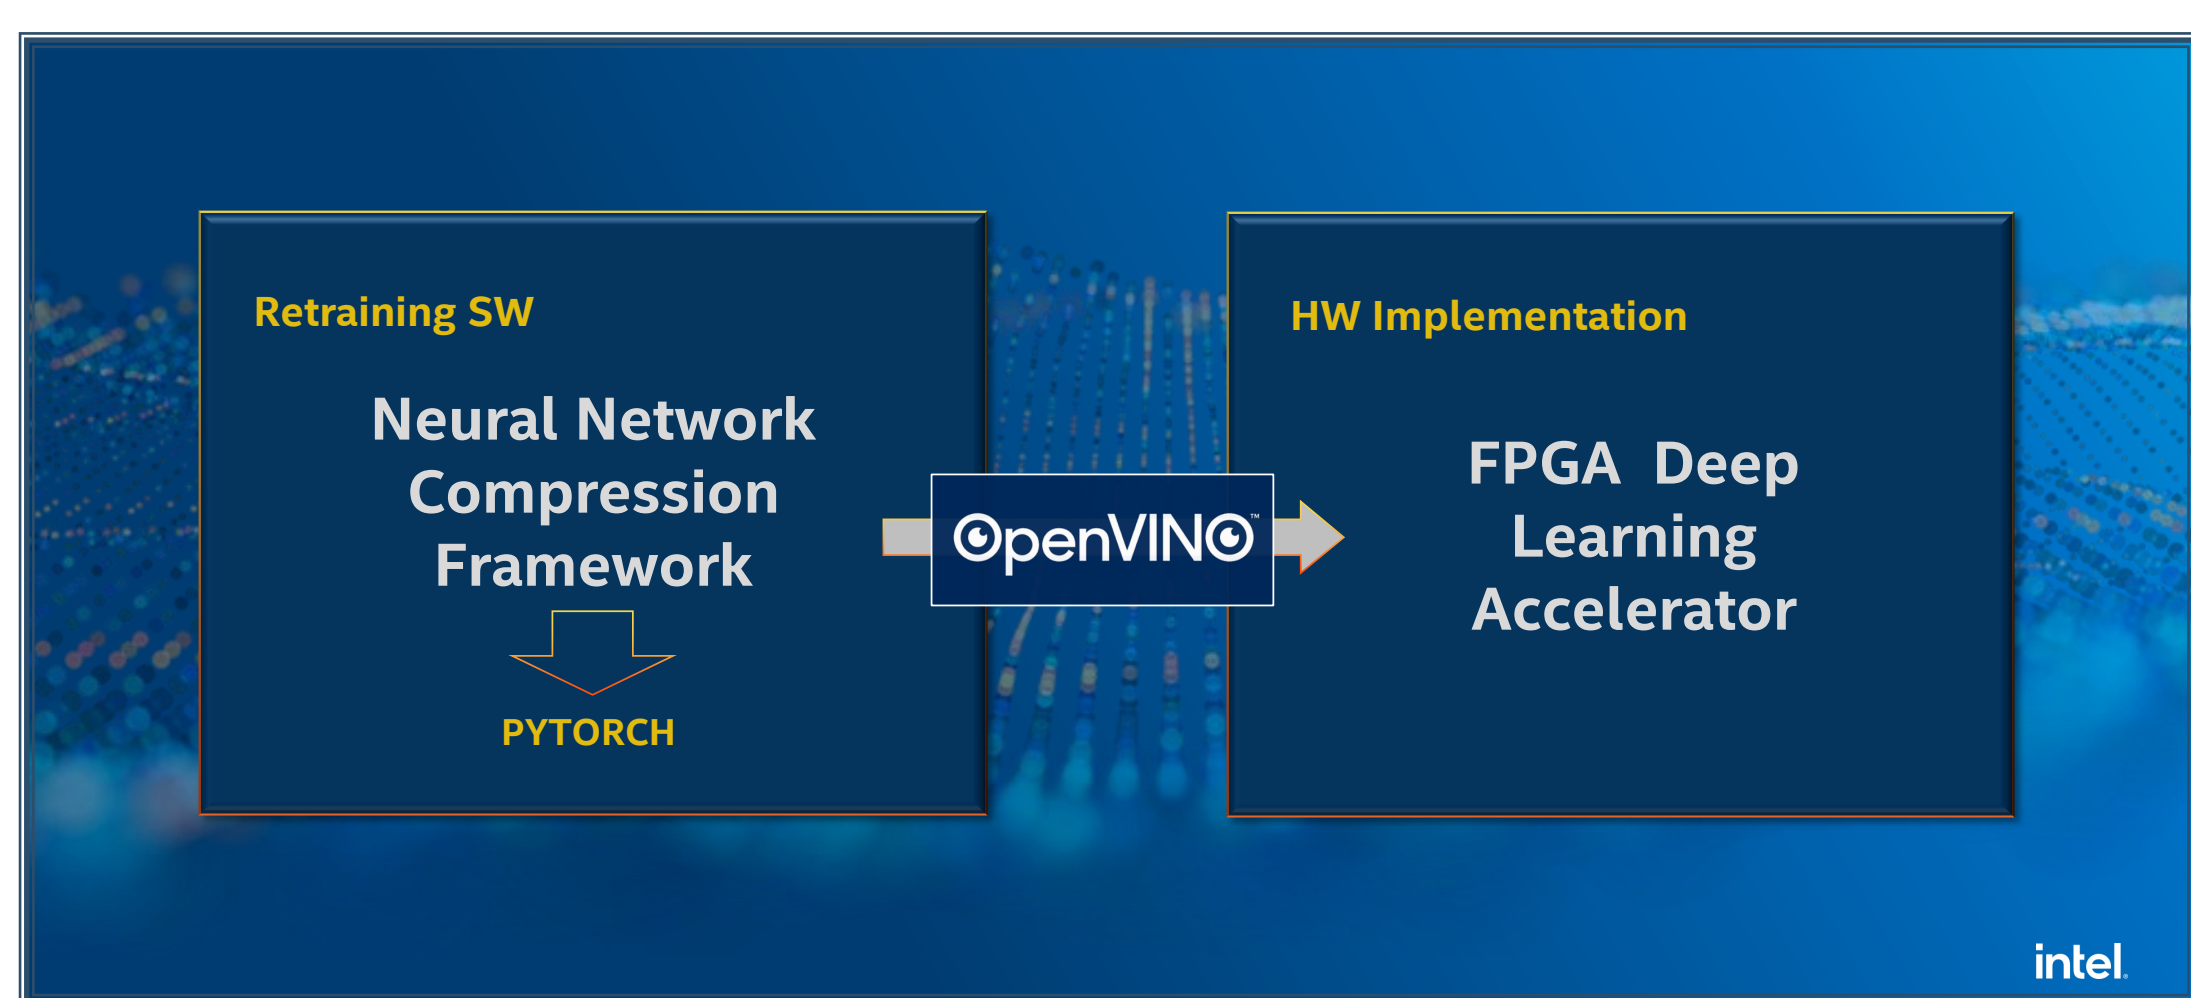 Retraining SW
Neural Network
Compression
Framework
PYTORCH
OpenVINO™
HW Implementation
FPGA Deep
Learning
Accelerator
intel.